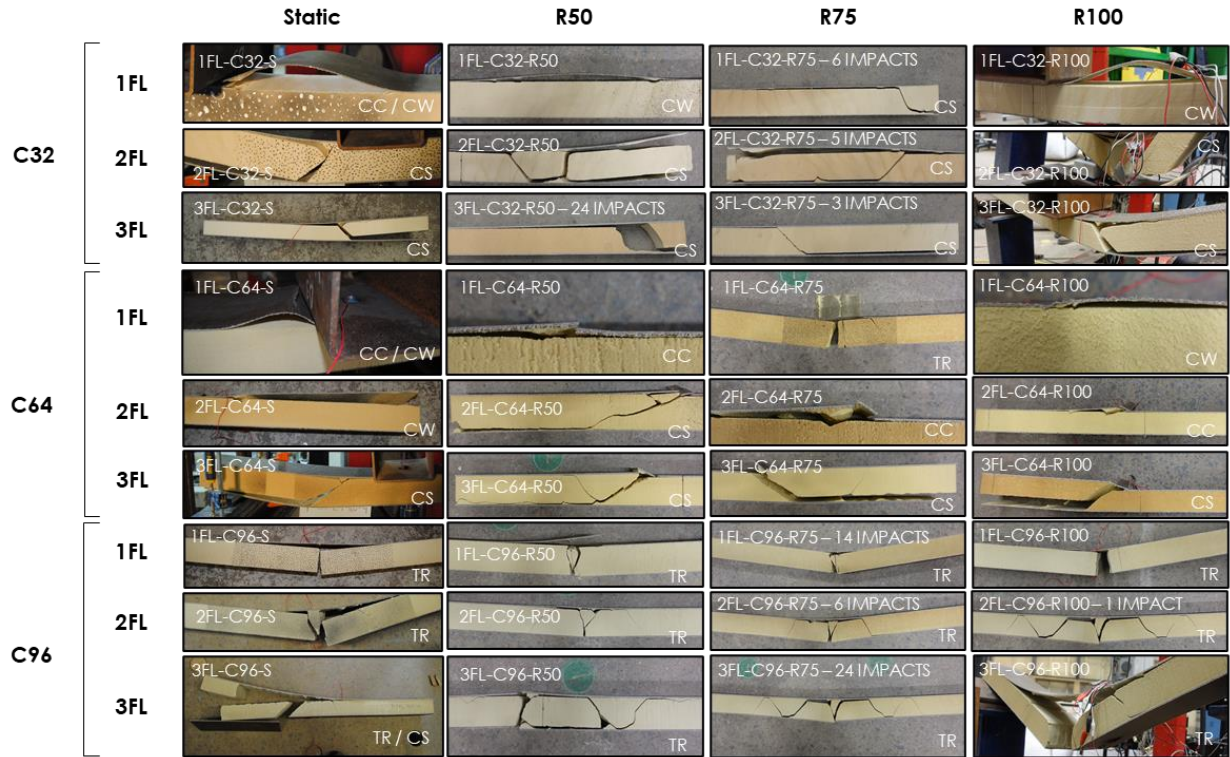 Static R50 R75 R100
C32
1FL
1FL-C32-S
CC / CW
1FL-C32-R50
CW
1FL-C32-R75 – 6 IMPACTS
CS
1FL-C32-R100
CW
2FL
2FL-C32-S
CS
2FL-C32-R50
CS
2FL-C32-R75 – 5 IMPACTS
CS
2FL-C32-R100
CS
3FL
3FL-C32-S
CS
3FL-C32-R50 – 24 IMPACTS
CS
3FL-C32-R75 – 3 IMPACTS
CS
3FL-C32-R100
CS
C64
1FL
1FL-C64-S
CC / CW
1FL-C64-R50
CC
1FL-C64-R75
TR
1FL-C64-R100
CW
2FL
2FL-C64-S
CW
2FL-C64-R50
CS
2FL-C64-R75
CC
2FL-C64-R100
CC
3FL
3FL-C64-S
CS
3FL-C64-R50
CS
3FL-C64-R75
CS
3FL-C64-R100
CS
C96
1FL
1FL-C96-S
TR
1FL-C96-R50
TR
1FL-C96-R75 – 14 IMPACTS
TR
1FL-C96-R100
TR
2FL
2FL-C96-S
TR
2FL-C96-R50
TR
2FL-C96-R75 – 6 IMPACTS
TR
2FL-C96-R100 – 1 IMPACT
TR
3FL
3FL-C96-S
TR / CS
3FL-C96-R50
TR
3FL-C96-R75 – 24 IMPACTS
TR
3FL-C96-R100
TR